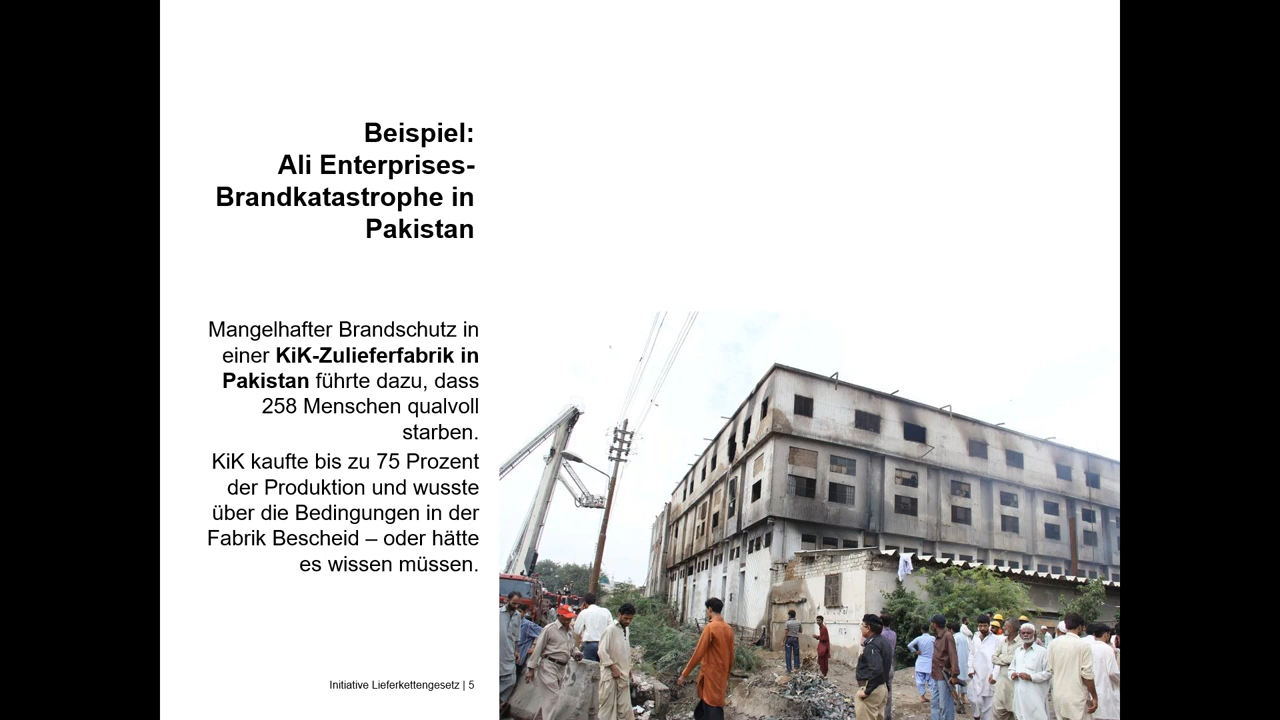 Beispiel:
Ali Enterprises-
Brandkatastrophe in
Pakistan
Mangelhafter Brandschutz in
einer KiK-Zulieferfabrik in
Pakistan führte dazu, dass
258 Menschen qualvoll
starben.
KiK kaufte bis zu 75 Prozent
der Produktion und wusste
über die Bedingungen in der
Fabrik Bescheid – oder hätte
es wissen müssen.
Initiative Lieferkettengesetz | 5